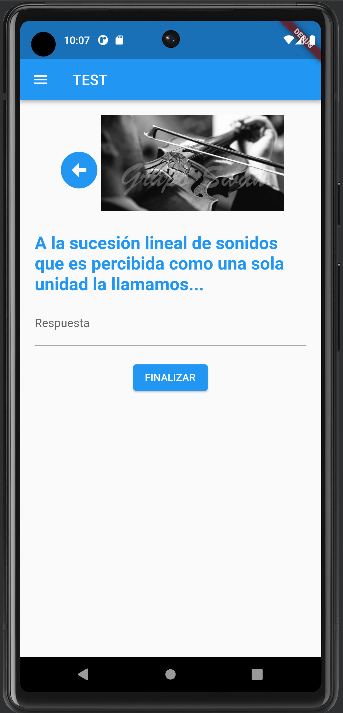 10:07
DEBUG
TEST
A la sucesión lineal de sonidos
que es percibida como una sola
unidad la llamamos...
Respuesta
FINALIZAR